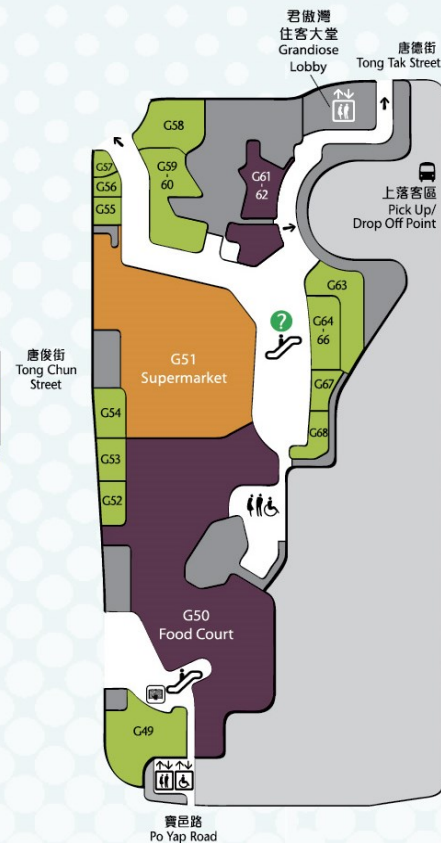 君傲灣
住客大堂
Grandiose
Lobby
唐德街
Tong Tak Street
上落客區
Pick Up/
Drop Off Point
G58
G57
G56
G55
G59
-
60
G61
-
62
G63
G64
-
66
G67
G68
?
G51
Supermarket
唐俊街
Tong Chun
Street
G54
G53
G52
G50
Food Court
G49
寶邑路
Po Yap Road